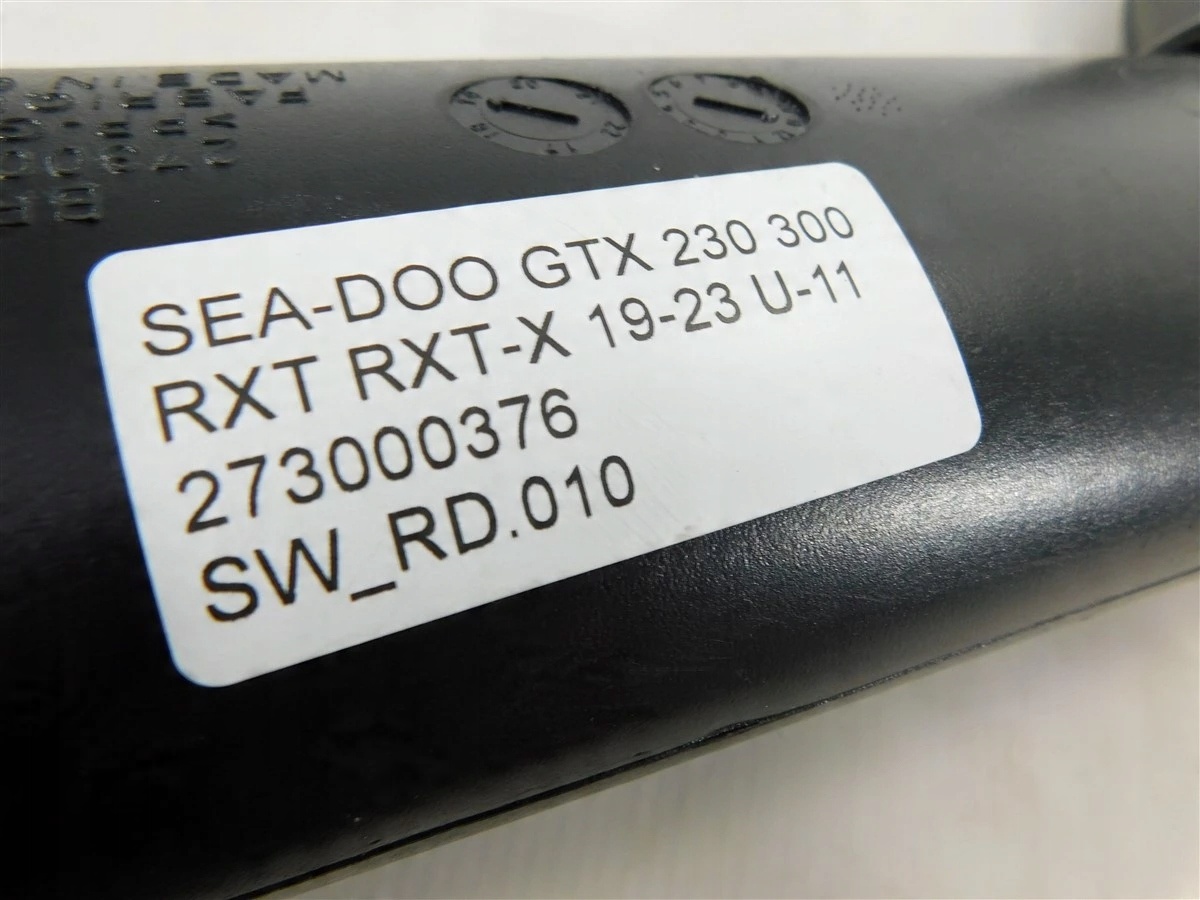 SEA-DOO GTX 230 300
RXT RXT-X 19-23 U-11
273000376
SW_RD.010